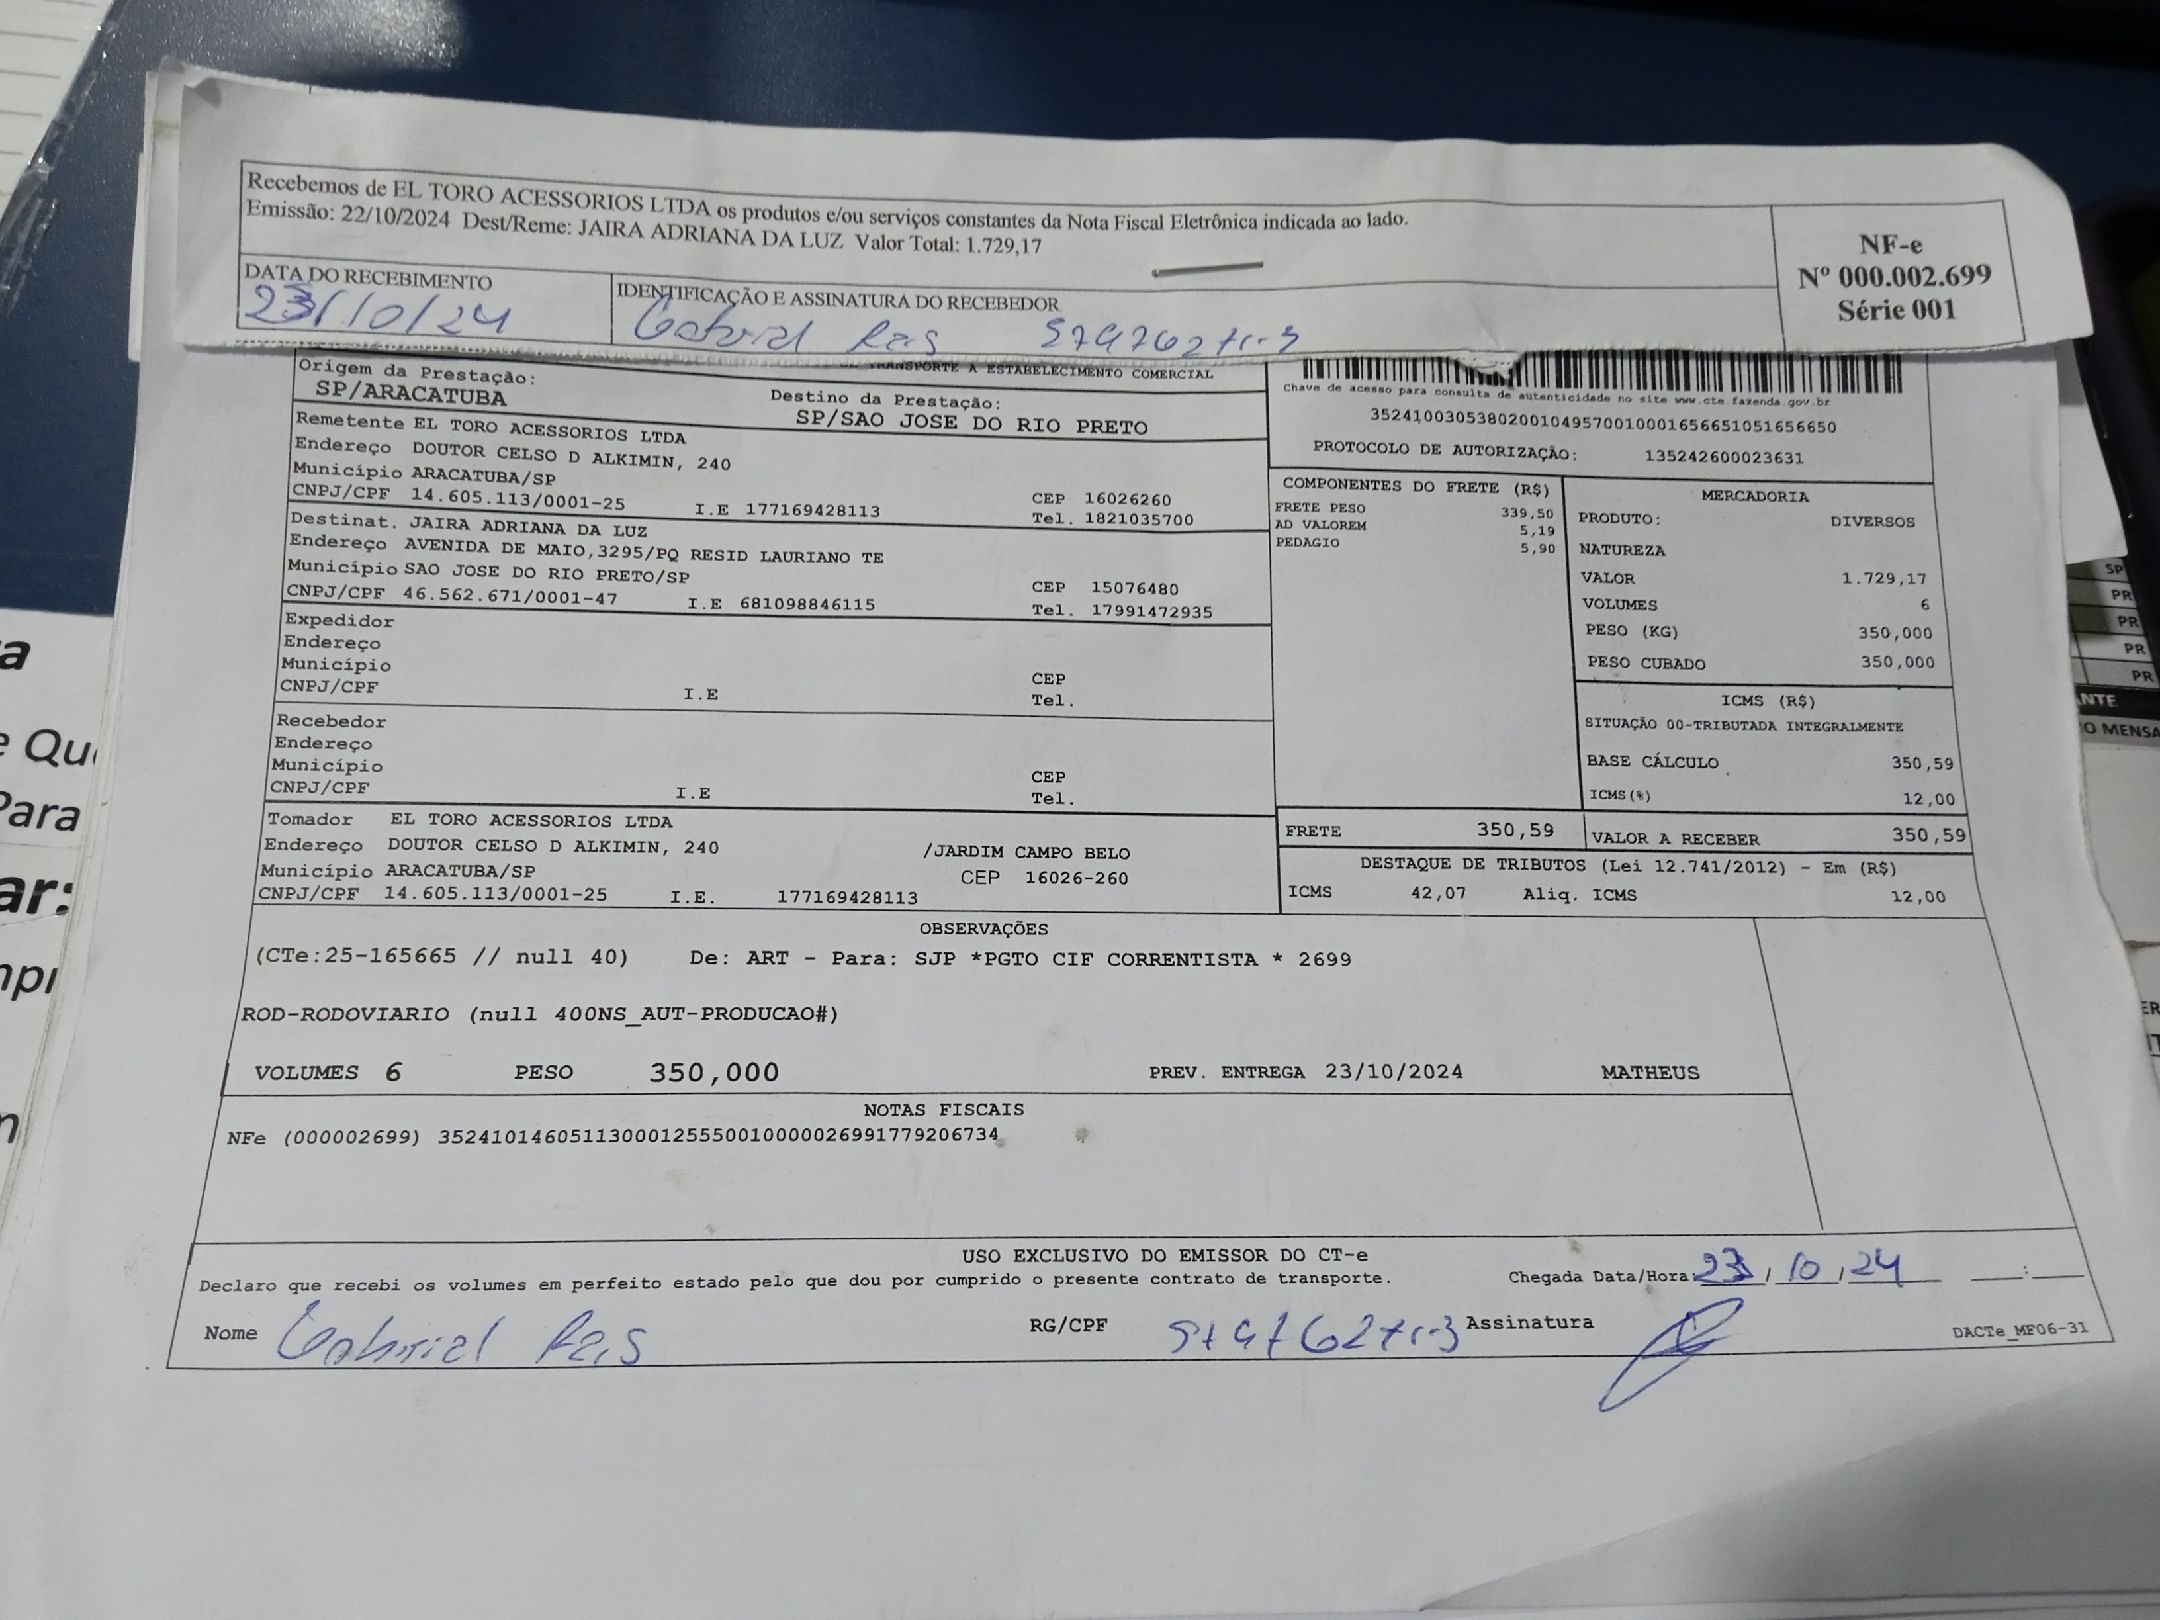 Recebemos de EL TORO ACESSORIOS LTDA os produtos e/ou serviços constantes da Nota Fiscal Eletrônica indicada ao lado.
Emissão: 22/10/2024 Dest/Reme: JAIRA ADRIANA DA LUZ Valor Total: 1.729,17
NF-e
Nº 000.002.699
Série 001
DATA DO RECEBIMENTO
23/10/24
IDENTIFICAÇÃO E ASSINATURA DO RECEBEDOR
Gabriel
TRANSPORTE A ESTABELECIMENTO COMERCIAL
Origem da Prestação:
SP/ARACATUBA
Destino da Prestação:
SP/SAO JOSE DO RIO PRETO
Chave de acesso para consulta de autenticidade no site www.cte.fazenda.gov.br
35241003053802001049570010001656651051656650
PROTOCOLO DE AUTORIZAÇÃO: 135242600023631
Remetente EL TORO ACESSORIOS LTDA
Endereço DOUTOR CELSO D ALKIMIN, 240
Município ARACATUBA/SP
CEP 16026260
CNPJ/CPF 14.605.113/0001-25 I.E 177169428113
Tel. 1821035700
Destinat. JAIRA ADRIANA DA LUZ
Endereço AVENIDA DE MAIO,3295/PQ RESID LAURIANO TE
Município SAO JOSE DO RIO PRETO/SP
CEP 15076480
CNPJ/CPF 46.562.671/0001-47 I.E 681098846115
Tel. 17991472935
Expedidor
Endereço
Município
CEP
CNPJ/CPF I.E
Tel.
Recebedor
Endereço
Município
CEP
CNPJ/CPF I.E
Tel.
Tomador EL TORO ACESSORIOS LTDA
Endereço DOUTOR CELSO D ALKIMIN, 240 /JARDIM CAMPO BELO
Município ARACATUBA/SP CEP 16026-260
CNPJ/CPF 14.605.113/0001-25 I.E. 177169428113
COMPONENTES DO FRETE (R$)
FRETE PESO 339,50
AD VALOREM 5,19
PEDAGIO 5,90
MERCADORIA
PRODUTO: DIVERSOS
NATUREZA
VALOR 1.729,17
VOLUMES 6
PESO (KG) 350,000
PESO CUBADO 350,000
ICMS (R$)
SITUAÇÃO 00-TRIBUTADA INTEGRALMENTE
BASE CÁLCULO 350,59
ICMS(%) 12,00
FRETE 350,59
VALOR A RECEBER 350,59
DESTAQUE DE TRIBUTOS (Lei 12.741/2012) - Em (R$)
ICMS 42,07 Aliq. ICMS 12,00
OBSERVAÇÕES
(CTe:25-165665 // null 40) De: ART - Para: SJP *PGTO CIF CORRENTISTA * 2699
ROD-RODOVIARIO (null 400NS_AUT-PRODUCAO#)
VOLUMES 6 PESO 350,000 PREV. ENTREGA 23/10/2024 MATHEUS
NOTAS FISCAIS
NFe (000002699) 35241014605113000125550010000026991779206734
USO EXCLUSIVO DO EMISSOR DO CT-e
Declaro que recebi os volumes em perfeito estado pelo que dou por cumprido o presente contrato de transporte.
Chegada Data/Hora: 23/10/24 __:__
Nome Gabriel
RG/CPF
Assinatura
DACTe_MF06-31